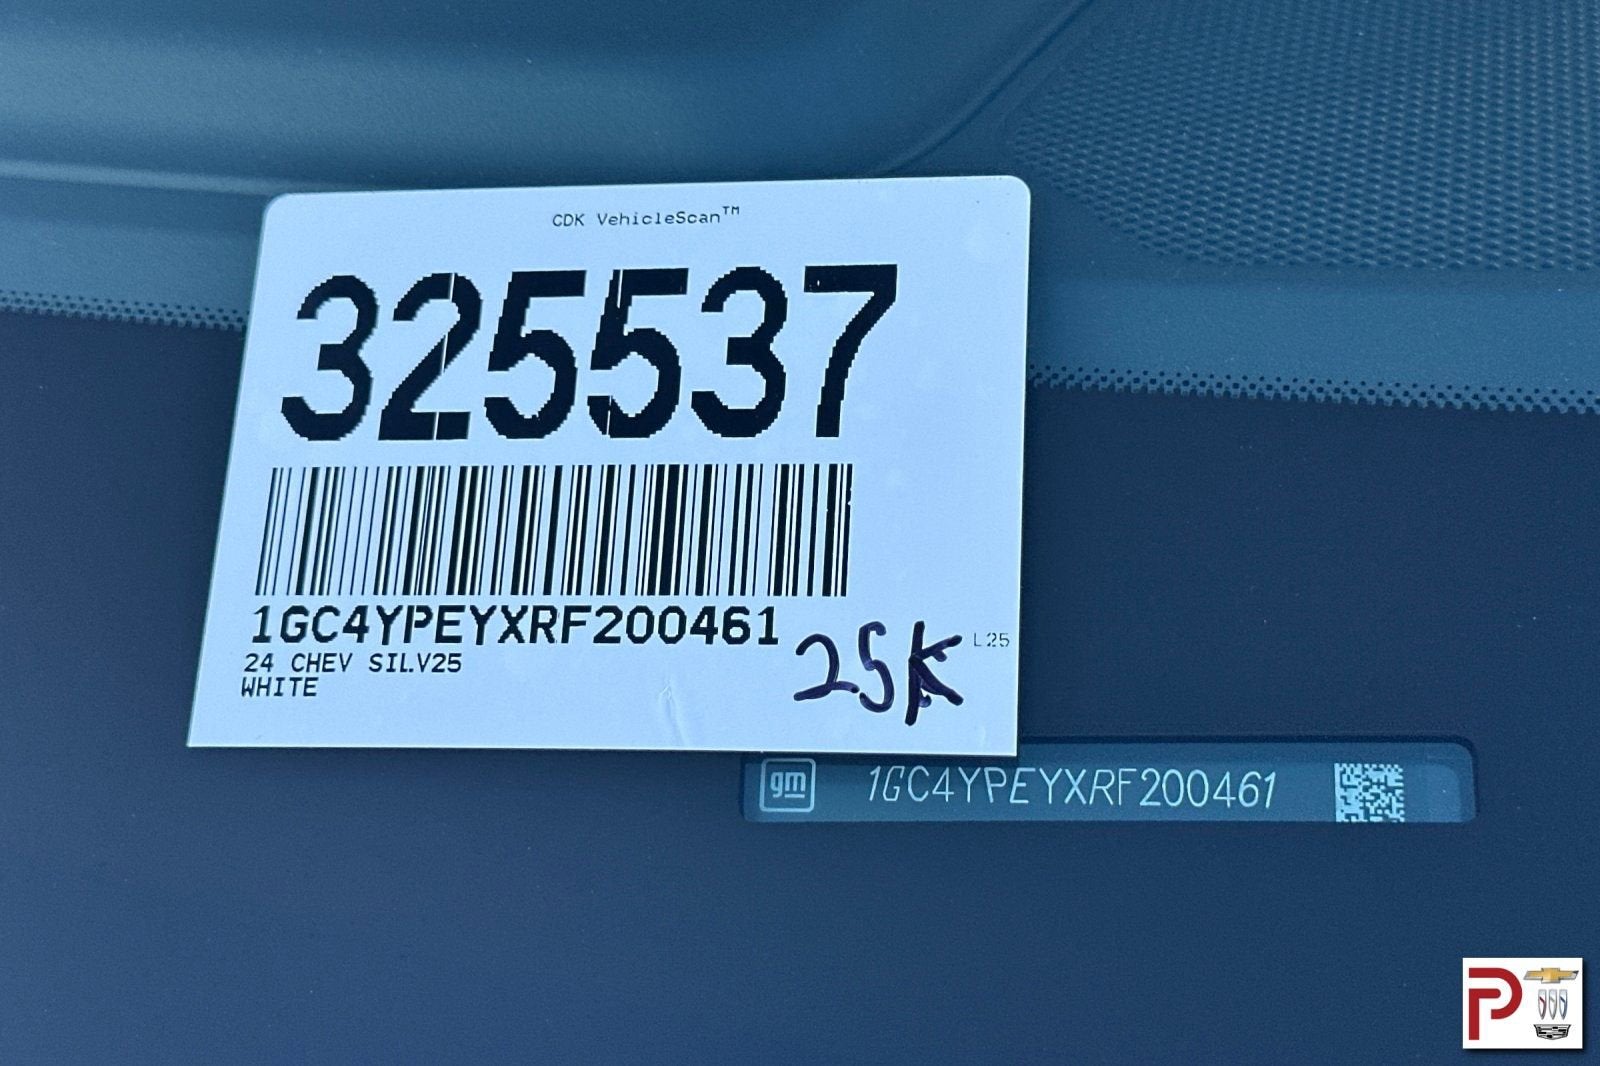 CDK VehicleScan™
325537
1GC4YPEYXRF200461
24 CHEV SILV25
WHITE
25K
L25
gm 1GC4YPEYXRF200461
P